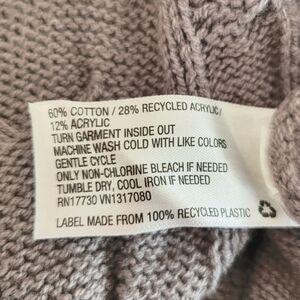 60% COTTON / 28% RECYCLED ACRYLIC /
12% ACRYLIC
TURN GARMENT INSIDE OUT
MACHINE WASH COLD WITH LIKE COLORS
GENTLE CYCLE
ONLY NON-CHLORINE BLEACH IF NEEDED
TUMBLE DRY, COOL IRON IF NEEDED
RN17730 VN1317080
LABEL MADE FROM 100% RECYCLED PLASTIC